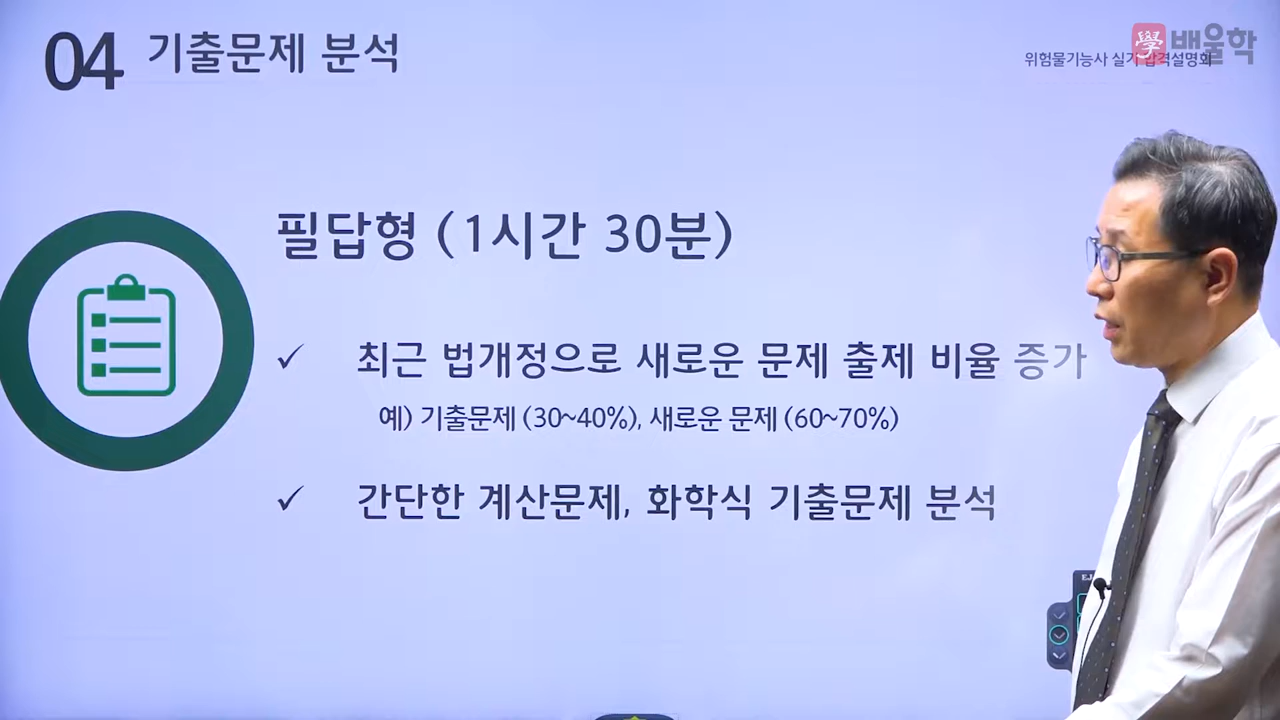 04 기출문제 분석
學 배울학
위험물기능사 실기 합격설명회
필답형 (1시간 30분)
✓ 최근 법개정으로 새로운 문제 출제 비율 증가
예) 기출문제 (30~40%), 새로운 문제 (60~70%)
✓ 간단한 계산문제, 화학식 기출문제 분석